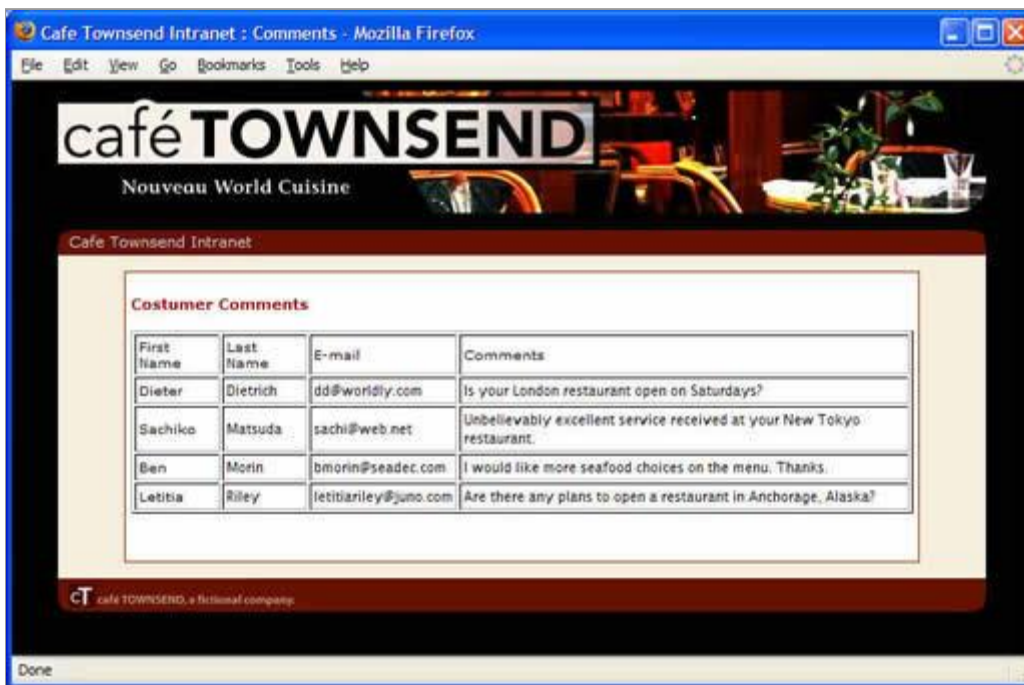 Cafe Townsend Intranet : Comments - Mozilla Firefox
File Edit View Go Bookmarks Tools Help
café TOWNSEND
Nouveau World Cuisine
Cafe Townsend Intranet
Costumer Comments
First Name Last Name E-mail Comments
Dieter Dietrich dd@worldly.com Is your London restaurant open on Saturdays?
Sachiko Matsuda sachi@web.net Unbelievably excellent service received at your New Tokyo
restaurant.
Ben Morin bmorin@seadec.com I would like more seafood choices on the menu. Thanks.
Letitia Riley letitiariley@juno.com Are there any plans to open a restaurant in Anchorage, Alaska?
cT café TOWNSEND, a fictional company.
Done